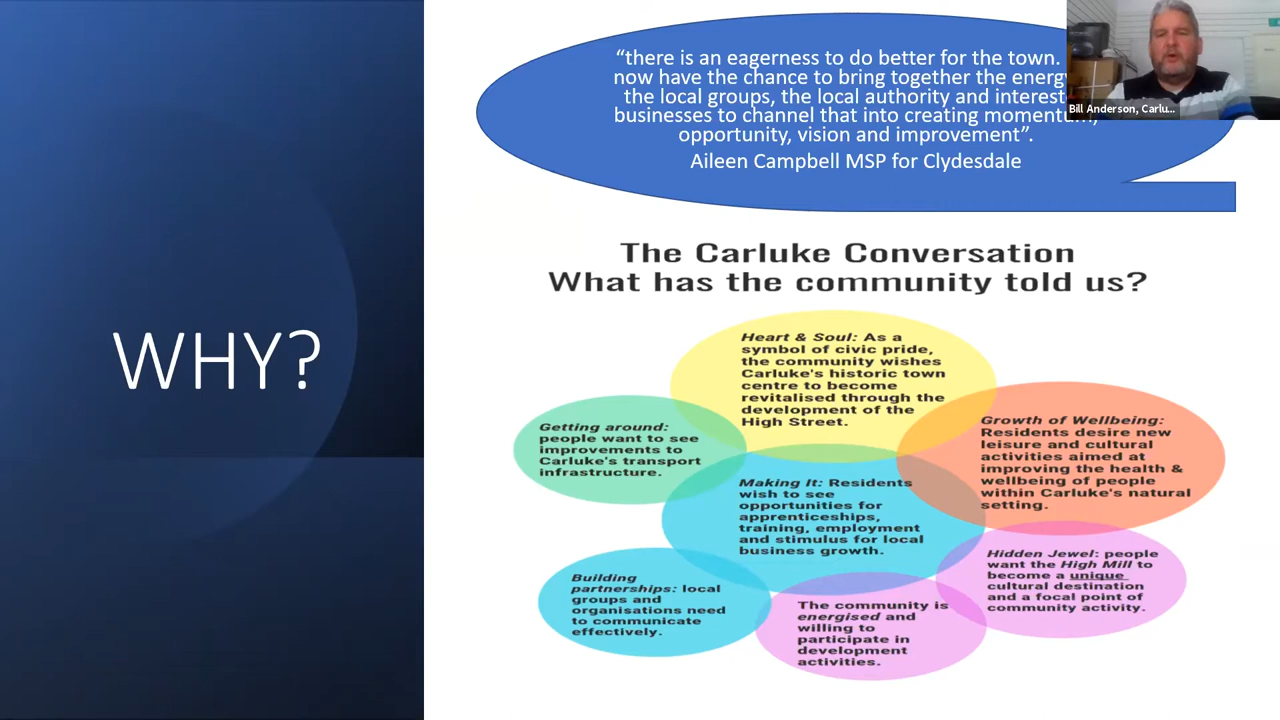 WHY?
“there is an eagerness to do better for the town.
now have the chance to bring together the energy
the local groups, the local authority and interest
businesses to channel that into creating momentum,
opportunity, vision and improvement”.
Aileen Campbell MSP for Clydesdale
Bill Anderson, Carlu...
The Carluke Conversation
What has the community told us?
Heart & Soul: As a
symbol of civic pride,
the community wishes
Carluke's historic town
centre to become
revitalised through the
development of the
High Street.
Getting around:
people want to see
improvements to
Carluke's transport
infrastructure.
Growth of Wellbeing:
Residents desire new
leisure and cultural
activities aimed at
improving the health &
wellbeing of people
within Carluke's natural
setting.
Making It: Residents
wish to see
opportunities for
apprenticeships,
training, employment
and stimulus for local
business growth.
Hidden Jewel: people
want the High Mill to
become a unique
cultural destination
and a focal point of
community activity.
Building
partnerships: local
groups and
organisations need
to communicate
effectively.
The community is
energised and
willing to
participate in
development
activities.